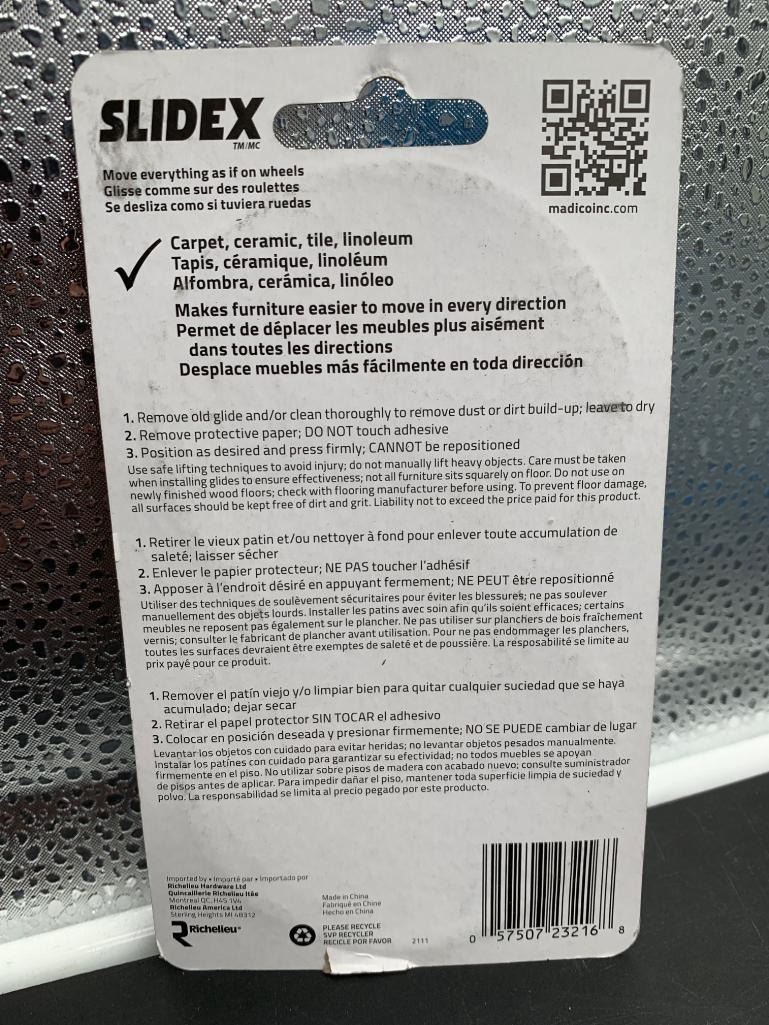 SLIDEX
TM/MC
Move everything as if on wheels
Glisse comme sur des roulettes
Se desliza como si tuviera ruedas
madicoinc.com
Carpet, ceramic, tile, linoleum
Tapis, céramique, linoléum
Alfombra, cerámica, linóleo
Makes furniture easier to move in every direction
Permet de déplacer les meubles plus aisément
dans toutes les directions
Desplace muebles más fácilmente en toda dirección
1. Remove old glide and/or clean thoroughly to remove dust or dirt build-up; leave to dry
2. Remove protective paper; DO NOT touch adhesive
3. Position as desired and press firmly; CANNOT be repositioned
Use safe lifting techniques to avoid injury; do not manually lift heavy objects. Care must be taken
when installing glides to ensure effectiveness; not all furniture sits squarely on floor. Do not use on
newly finished wood floors; check with flooring manufacturer before using. To prevent floor damage,
all surfaces should be kept free of dirt and grit. Liability not to exceed the price paid for this product.
1. Retirer le vieux patin et/ou nettoyer à fond pour enlever toute accumulation de
saleté; laisser sécher
2. Enlever le papier protecteur; NE PAS toucher l'adhésif
3. Apposer à l'endroit désiré en appuyant fermement; NE PEUT être repositionné
Utiliser des techniques de soulèvement sécuritaires pour éviter les blessures; ne pas soulever
manuellement des objets lourds. Installer les patins avec soin afin qu'ils soient efficaces; certains
meubles ne reposent pas également sur le plancher. Ne pas utiliser sur planchers de bois fraîchement
vernis; consulter le fabricant de plancher avant utilisation. Pour ne pas endommager les planchers,
toutes les surfaces devraient être exemptes de saleté et de poussière. La resposabilité se limite au
prix payé pour ce produit.
1. Remover el patín viejo y/o limpiar bien para quitar cualquier suciedad que se haya
acumulado; dejar secar
2. Retirar el papel protector SIN TOCAR el adhesivo
3. Colocar en posición deseada y presionar firmemente; NO SE PUEDE cambiar de lugar
Levantar los objetos con cuidado para evitar heridas; no levantar objetos pesados manualmente.
Instalar los patines con cuidado para garantizar su efectividad; no todos muebles se apoyan
firmemente en el piso. No utilizar sobre pisos de madera con acabado nuevo; consulte suministrador
de pisos antes de aplicar. Para impedir dañar el piso, mantener toda superficie limpia de suciedad y
polvo. La responsabilidad se limita al precio pegado por este producto.
Imported by • Importé par • Importado por
Richelieu Hardware Ltd
Quincaillerie Richelieu ltée
Montreal QC, H4S 1V4
Richelieu America Ltd
Sterling Heights MI 48312
Richelieu®
Made in China
Fabriqué en Chine
Hecho en China
PLEASE RECYCLE
SVP RECYCLER
RECICLE POR FAVOR
2111
0 57507 23216 8